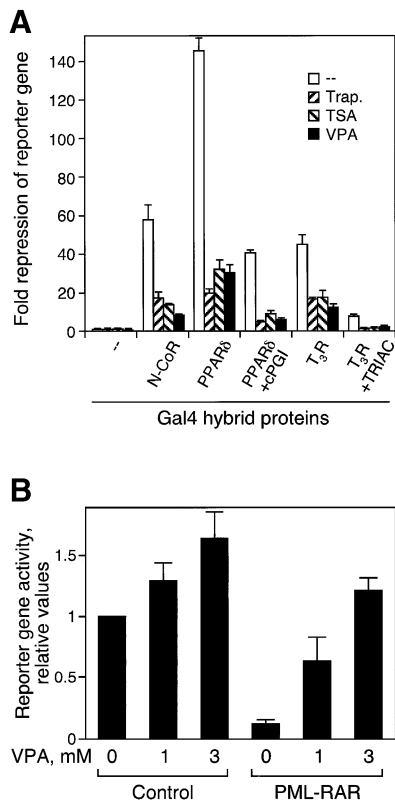 A
Fold repression of reporter gene
140
120
100
80
60
40
20
0
--
Trap.
TSA
VPA
--
N-CoR
PPARδ
PPARδ
+cPGI
T3R
T3R
+TRIAC
Gal4 hybrid proteins
B
Reporter gene activity,
relative values
1.5
1
0.5
0
VPA, mM 0 1 3 0 1 3
Control PML-RAR